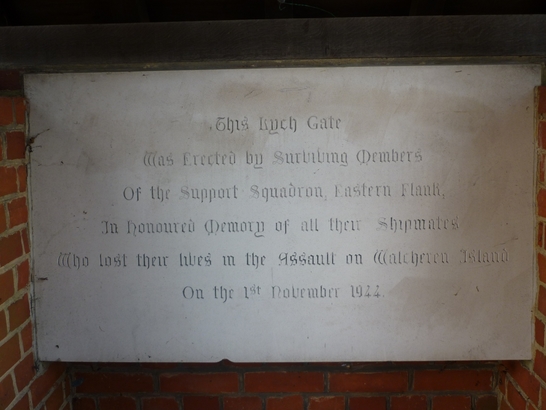 This Lych Gate
Was Erected by Surviving Members
Of the Support Squadron, Eastern Flank,
In Honoured Memory of all their Shipmates
Who lost their lives in the Assault on Walcheren Island
On the 1st November 1944.